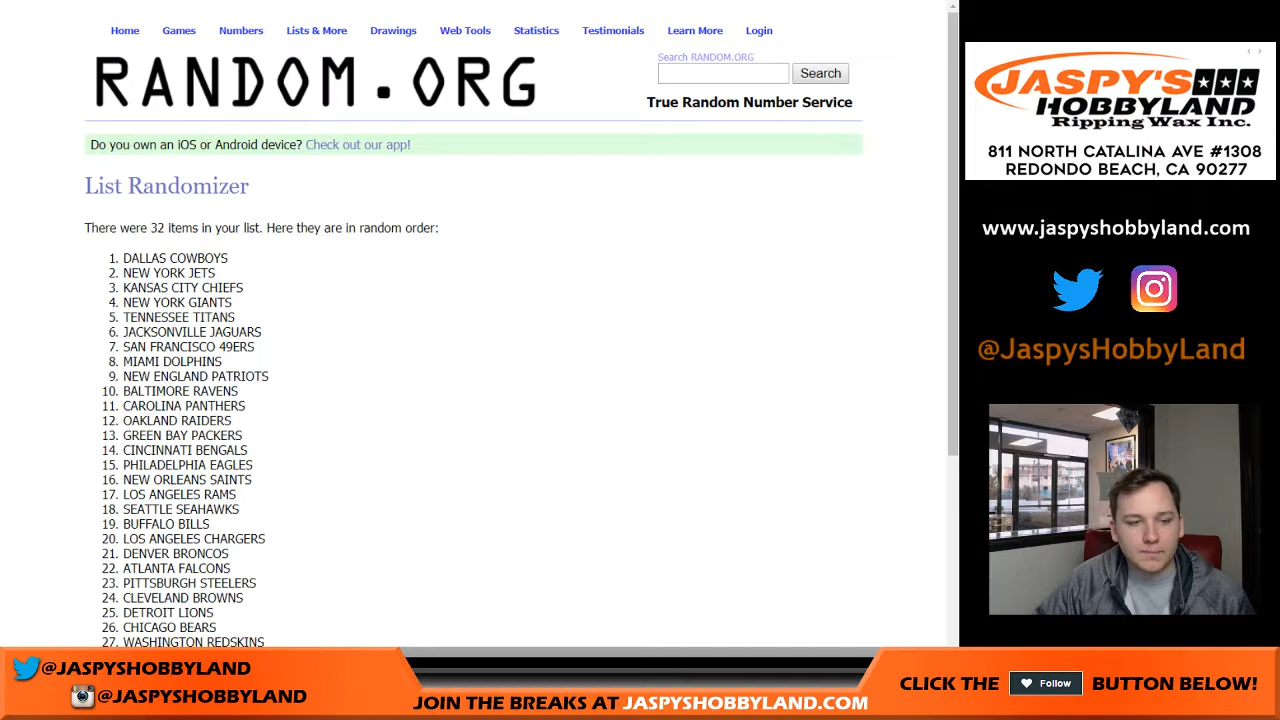 Home Games Numbers Lists & More Drawings Web Tools Statistics Testimonials Learn More Login
RANDOM.ORG
Search RANDOM.ORG
Search
True Random Number Service
Do you own an iOS or Android device? Check out our app!
List Randomizer
There were 32 items in your list. Here they are in random order:
1. DALLAS COWBOYS
2. NEW YORK JETS
3. KANSAS CITY CHIEFS
4. NEW YORK GIANTS
5. TENNESSEE TITANS
6. JACKSONVILLE JAGUARS
7. SAN FRANCISCO 49ERS
8. MIAMI DOLPHINS
9. NEW ENGLAND PATRIOTS
10. BALTIMORE RAVENS
11. CAROLINA PANTHERS
12. OAKLAND RAIDERS
13. GREEN BAY PACKERS
14. CINCINNATI BENGALS
15. PHILADELPHIA EAGLES
16. NEW ORLEANS SAINTS
17. LOS ANGELES RAMS
18. SEATTLE SEAHAWKS
19. BUFFALO BILLS
20. LOS ANGELES CHARGERS
21. DENVER BRONCOS
22. ATLANTA FALCONS
23. PITTSBURGH STEELERS
24. CLEVELAND BROWNS
25. DETROIT LIONS
26. CHICAGO BEARS
27. WASHINGTON REDSKINS
JASPY'S
HOBBYLAND
Ripping Wax Inc.
811 NORTH CATALINA AVE #1308
REDONDO BEACH, CA 90277
www.jaspyshobbyland.com
@JaspysHobbyLand
@JASPYSHOBBYLAND
@JASPYSHOBBYLAND
JOIN THE BREAKS AT JASPYSHOBBYLAND.COM
CLICK THE Follow BUTTON BELOW!